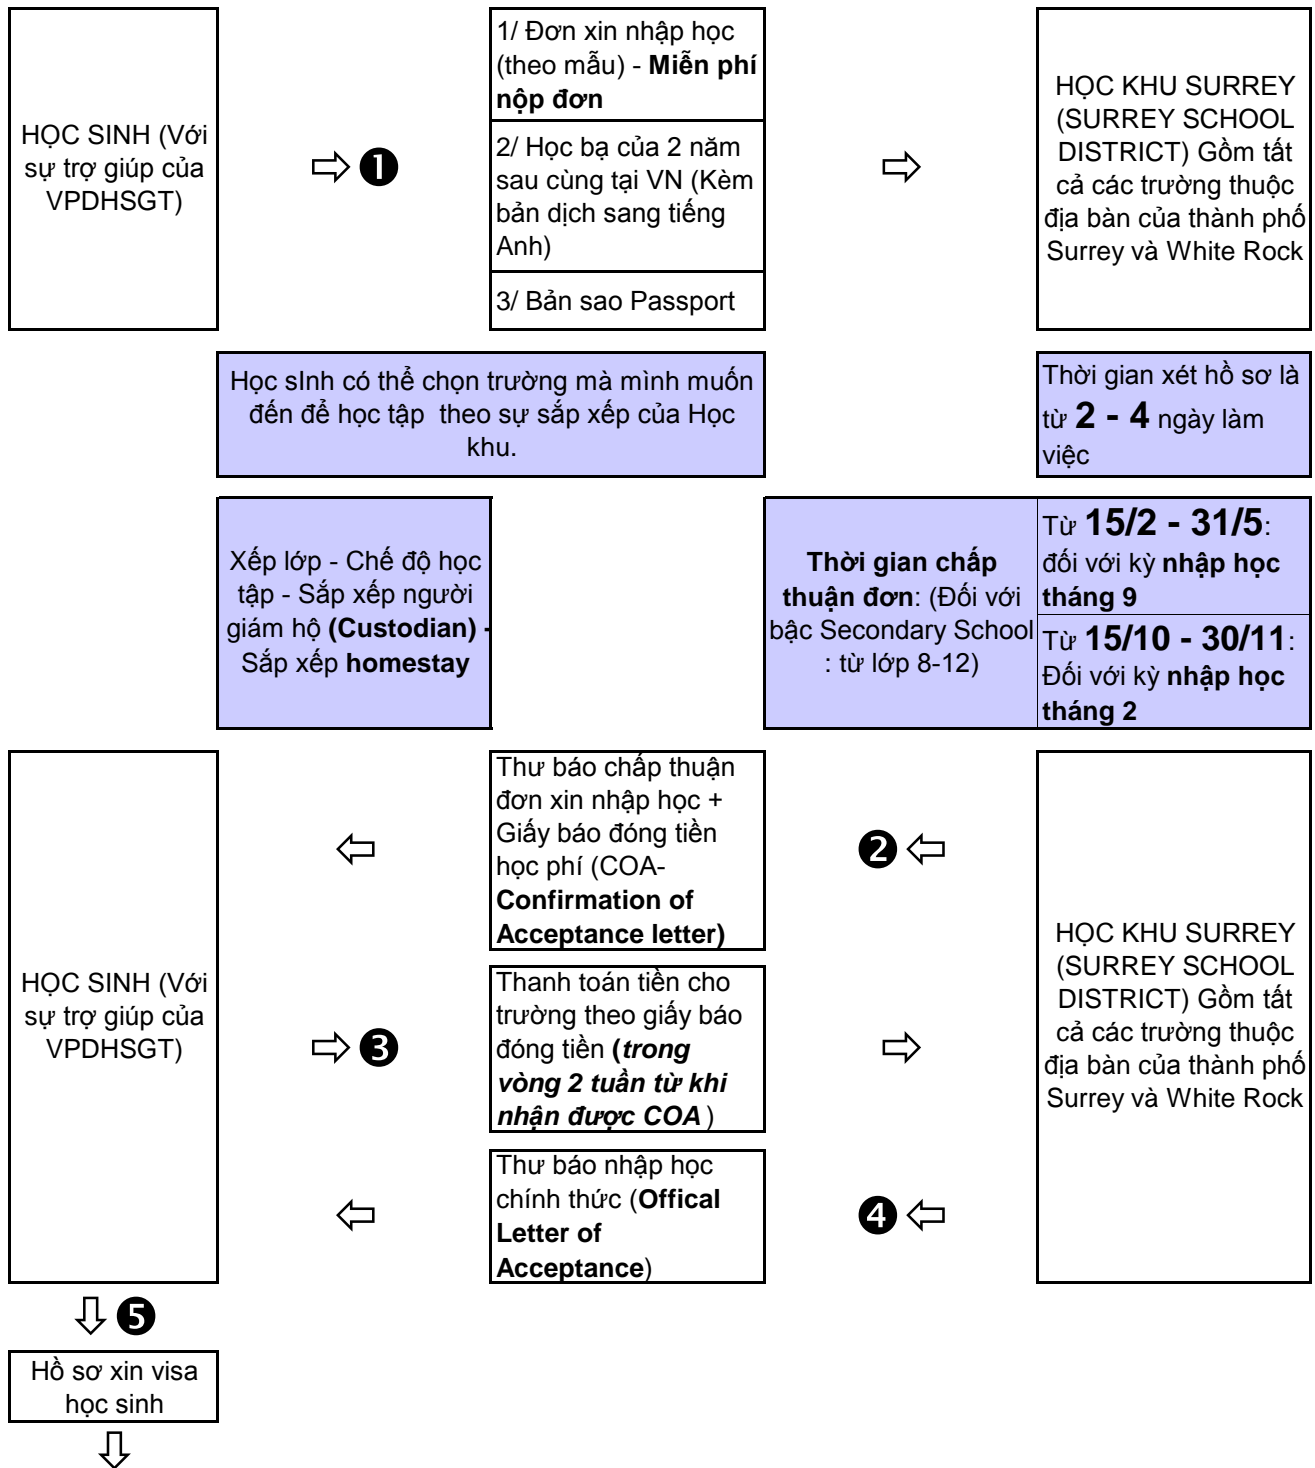 HỌC SINH (Với
sự trợ giúp của
VPDHSGT)
⇨ ❶
1/ Đơn xin nhập học
(theo mẫu) - Miễn phí
nộp đơn
2/ Học bạ của 2 năm
sau cùng tại VN (Kèm
bản dịch sang tiếng
Anh)
3/ Bản sao Passport
⇨
HỌC KHU SURREY
(SURREY SCHOOL
DISTRICT) Gồm tất
cả các trường thuộc
địa bàn của thành phố
Surrey và White Rock
Học sInh có thể chọn trường mà mình muốn
đến để học tập theo sự sắp xếp của Học
khu.
Thời gian xét hồ sơ là
từ 2 - 4 ngày làm
việc
Xếp lớp - Chế độ học
tập - Sắp xếp người
giám hộ (Custodian) -
Sắp xếp homestay
Thời gian chấp
thuận đơn: (Đối với
bậc Secondary School
: từ lớp 8-12)
Từ 15/2 - 31/5:
đối với kỳ nhập học
tháng 9
Từ 15/10 - 30/11:
Đối với kỳ nhập học
tháng 2
HỌC SINH (Với
sự trợ giúp của
VPDHSGT)
⇦
Thư báo chấp thuận
đơn xin nhập học +
Giấy báo đóng tiền
học phí (COA-
Confirmation of
Acceptance letter)
❷ ⇦
⇨ ❸
Thanh toán tiền cho
trường theo giấy báo
đóng tiền (trong
vòng 2 tuần từ khi
nhận được COA )
⇨
⇦
Thư báo nhập học
chính thức (Offical
Letter of
Acceptance)
❹ ⇦
HỌC KHU SURREY
(SURREY SCHOOL
DISTRICT) Gồm tất
cả các trường thuộc
địa bàn của thành phố
Surrey và White Rock
⇩ ❺
Hồ sơ xin visa
học sinh
⇩